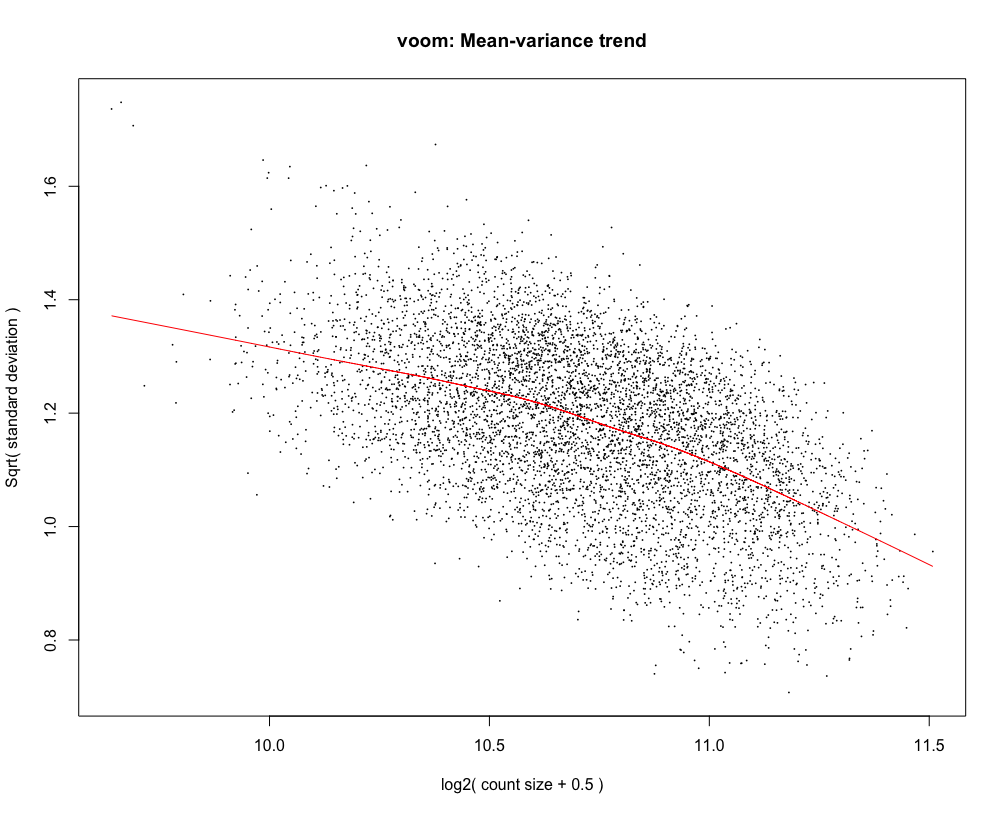 voom: Mean-variance trend
Sqrt( standard deviation )
1.6
1.4
1.2
1.0
0.8
10.0 10.5 11.0 11.5
log2( count size + 0.5 )